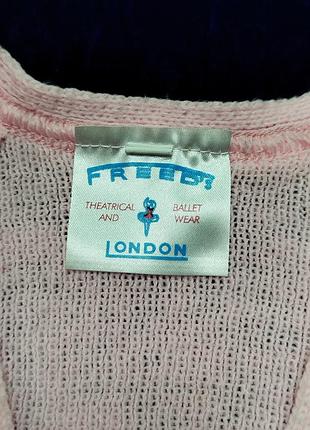 FREED'S
THEATRICAL BALLET
AND WEAR
LONDON